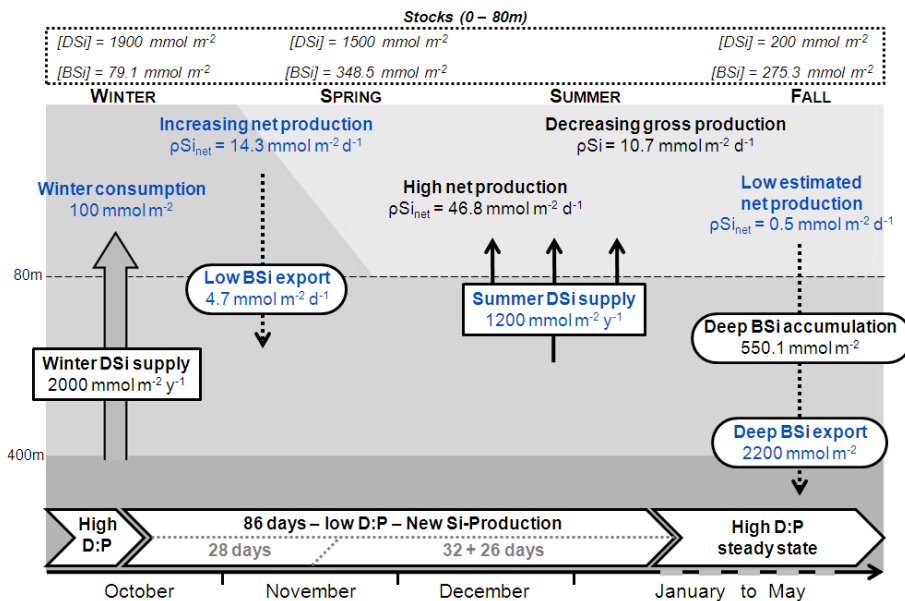 Stocks (0 – 80m)
[DSi] = 1900 mmol m⁻²
[DSi] = 1500 mmol m⁻²
[DSi] = 200 mmol m⁻²
[BSi] = 79.1 mmol m⁻²
[BSi] = 348.5 mmol m⁻²
[BSi] = 275.3 mmol m⁻²
WINTER
SPRING
SUMMER
FALL
Increasing net production
ρSi_net = 14.3 mmol m⁻² d⁻¹
Decreasing gross production
ρSi = 10.7 mmol m⁻² d⁻¹
Winter consumption
100 mmol m⁻²
High net production
ρSi_net = 46.8 mmol m⁻² d⁻¹
Low estimated
net production
ρSi_net = 0.5 mmol m⁻² d⁻¹
80m
Low BSi export
4.7 mmol m⁻² d⁻¹
Summer DSi supply
1200 mmol m⁻² y⁻¹
Deep BSi accumulation
550.1 mmol m⁻²
Winter DSi supply
2000 mmol m⁻² y⁻¹
Deep BSi export
2200 mmol m⁻²
400m
High
D:P
86 days – low D:P – New Si-Production
28 days
32 + 26 days
High D:P
steady state
October
November
December
January to May